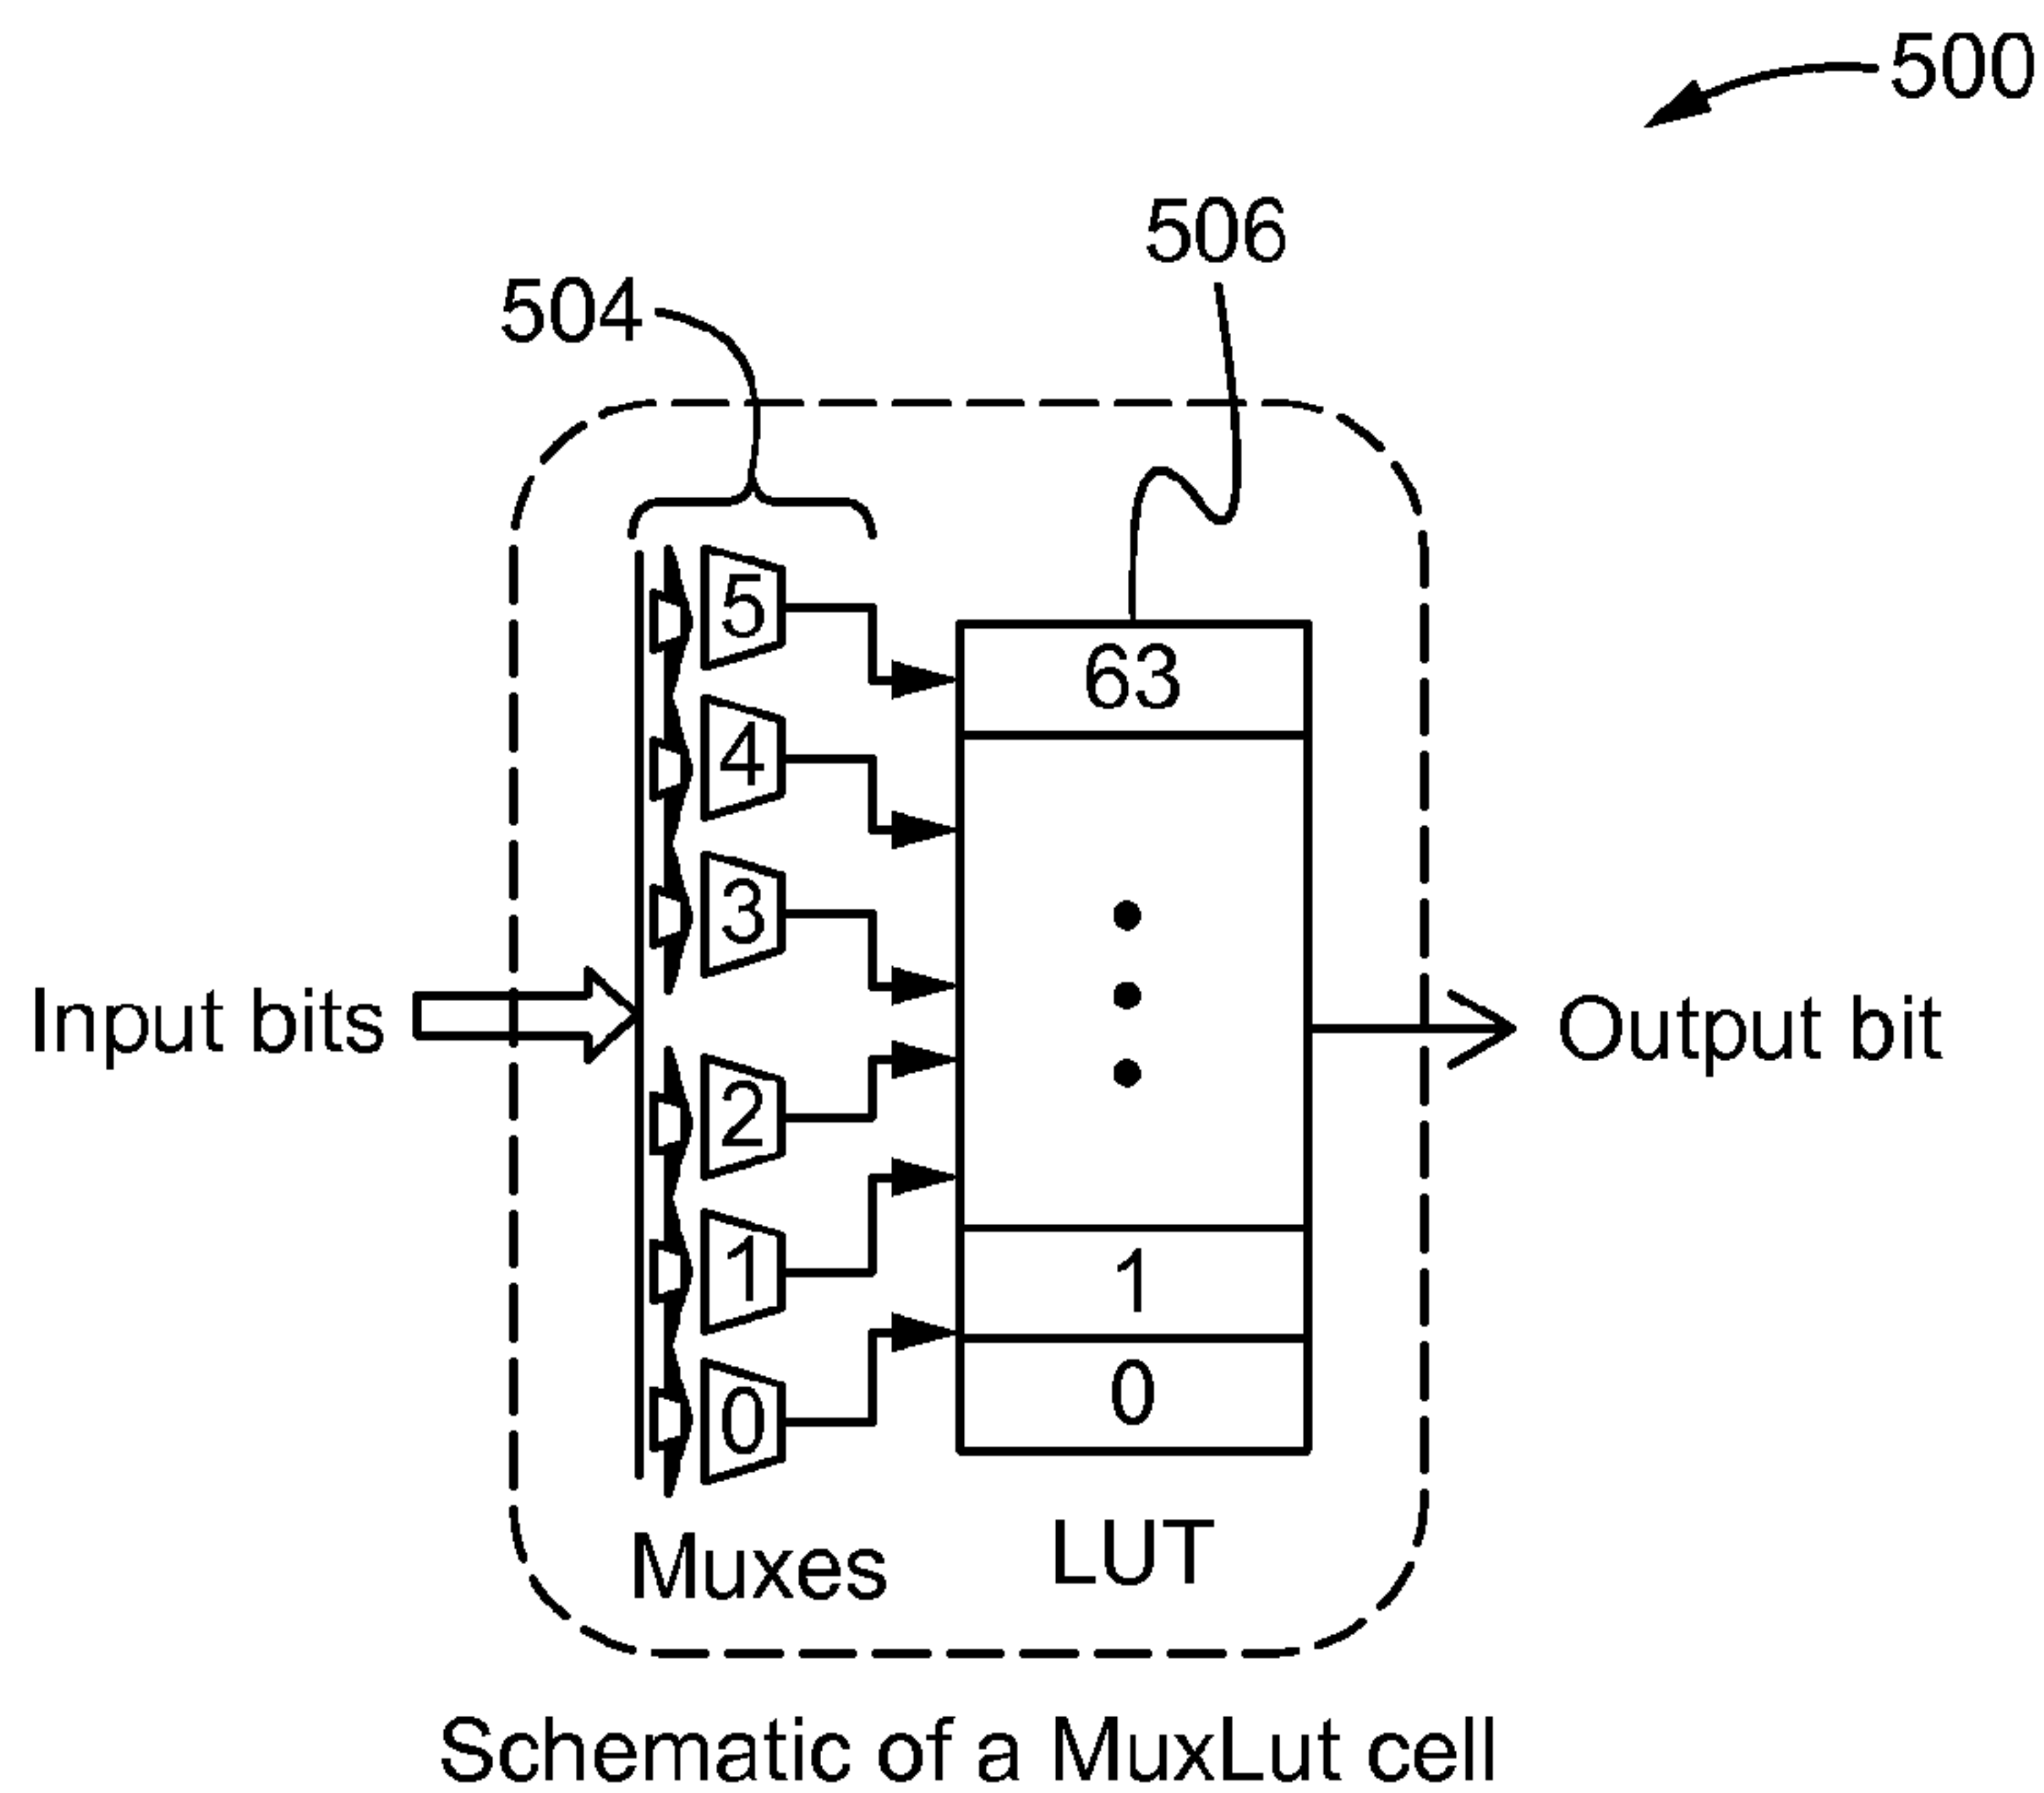 500
506
504
5
63
4
3
Input bits
Output bit
2
1
1
0
0
Muxes
LUT
Schematic of a MuxLut cell